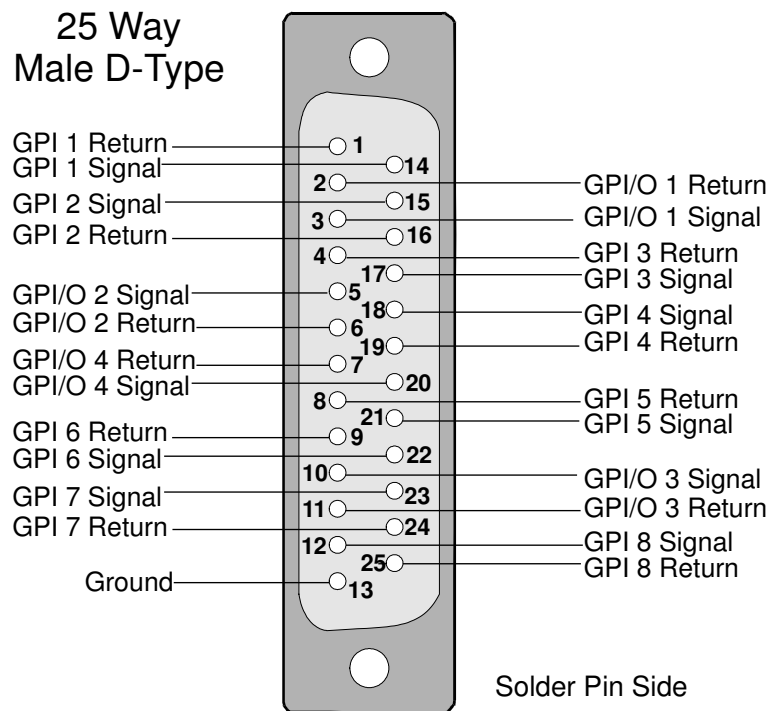 25 Way
Male D-Type
GPI 1 Return 1
GPI 1 Signal 14
2 GPI/O 1 Return
GPI 2 Signal 15
3 GPI/O 1 Signal
GPI 2 Return 16
4 GPI 3 Return
17 GPI 3 Signal
GPI/O 2 Signal 5
18 GPI 4 Signal
GPI/O 2 Return 6
19 GPI 4 Return
GPI/O 4 Return 7
GPI/O 4 Signal 20
8 GPI 5 Return
21 GPI 5 Signal
GPI 6 Return 9
GPI 6 Signal 22
10 GPI/O 3 Signal
GPI 7 Signal 23
11 GPI/O 3 Return
GPI 7 Return 24
12 GPI 8 Signal
25 GPI 8 Return
Ground 13
Solder Pin Side